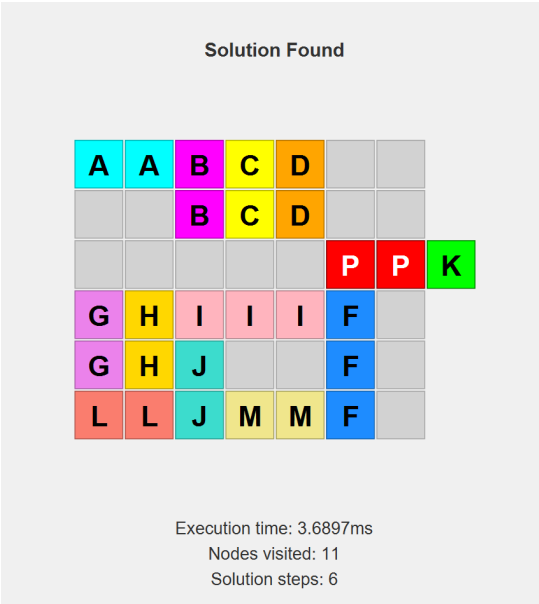 Solution Found
A A B C D
B C D
P P K
G H I I I F
G H J F
L L J M M F
Execution time: 3.6897ms
Nodes visited: 11
Solution steps: 6